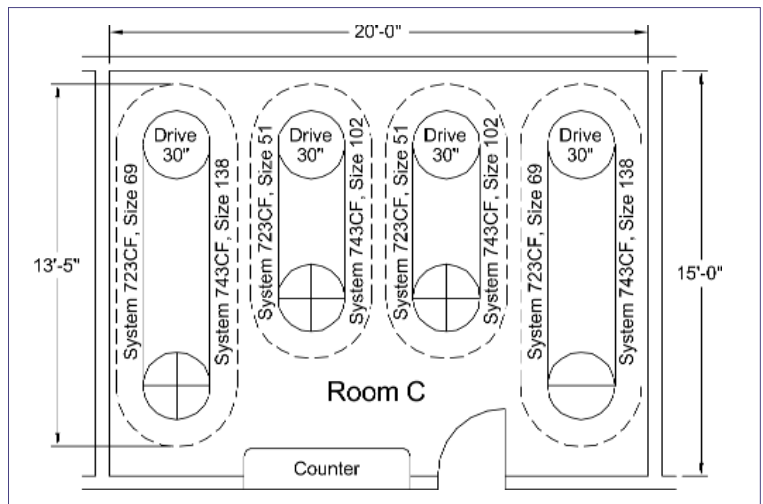 20'-0"
Drive
30"
Drive
30"
Drive
30"
Drive
30"
System 723CF, Size 69
System 743CF, Size 138
System 723CF, Size 51
System 743CF, Size 102
System 723CF, Size 51
System 743CF, Size 102
System 723CF, Size 69
System 743CF, Size 138
13'-5"
15'-0"
Room C
Counter